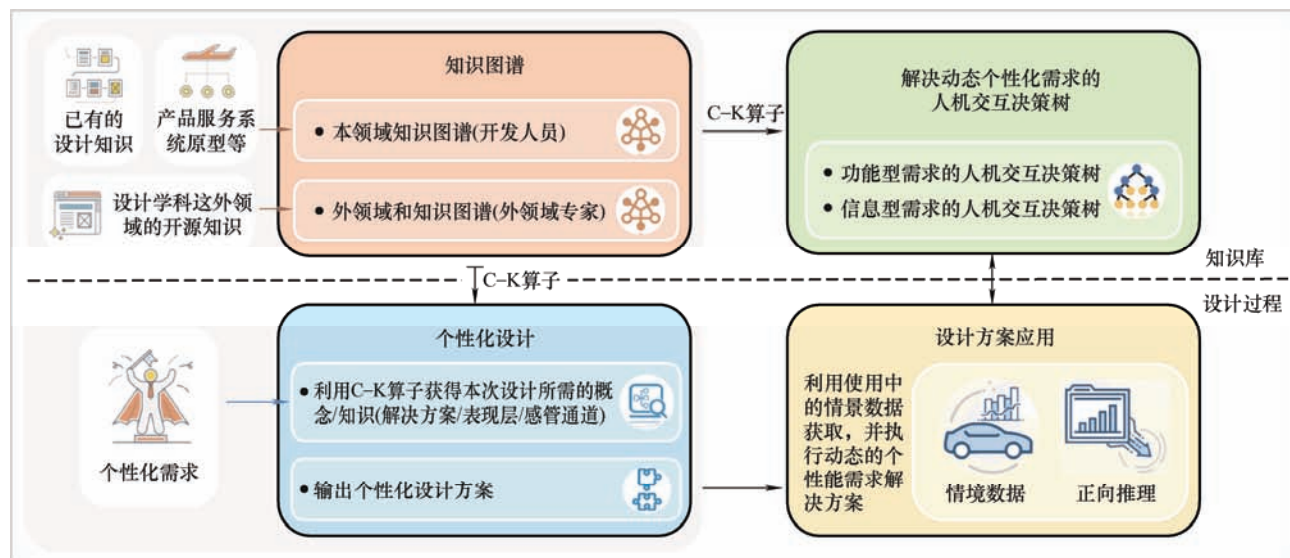 已有的
设计知识
产品服务系
统原型等
设计学科这外领
域的开源知识
知识图谱
• 本领域知识图谱(开发人员)
• 外领域和知识图谱(外领域专家)
C-K算子
解决动态个性化需求的
人机交互决策树
• 功能型需求的人机交互决策树
• 信息型需求的人机交互决策树
知识库
C-K算子
设计过程
个性化需求
个性化设计
• 利用C-K算子获得本次设计所需的概
念/知识(解决方案/表现层/感管通道)
• 输出个性化设计方案
设计方案应用
利用使用中
的情景数据
获取，并执
行动态的个
性能需求解
决方案
情境数据
正向推理